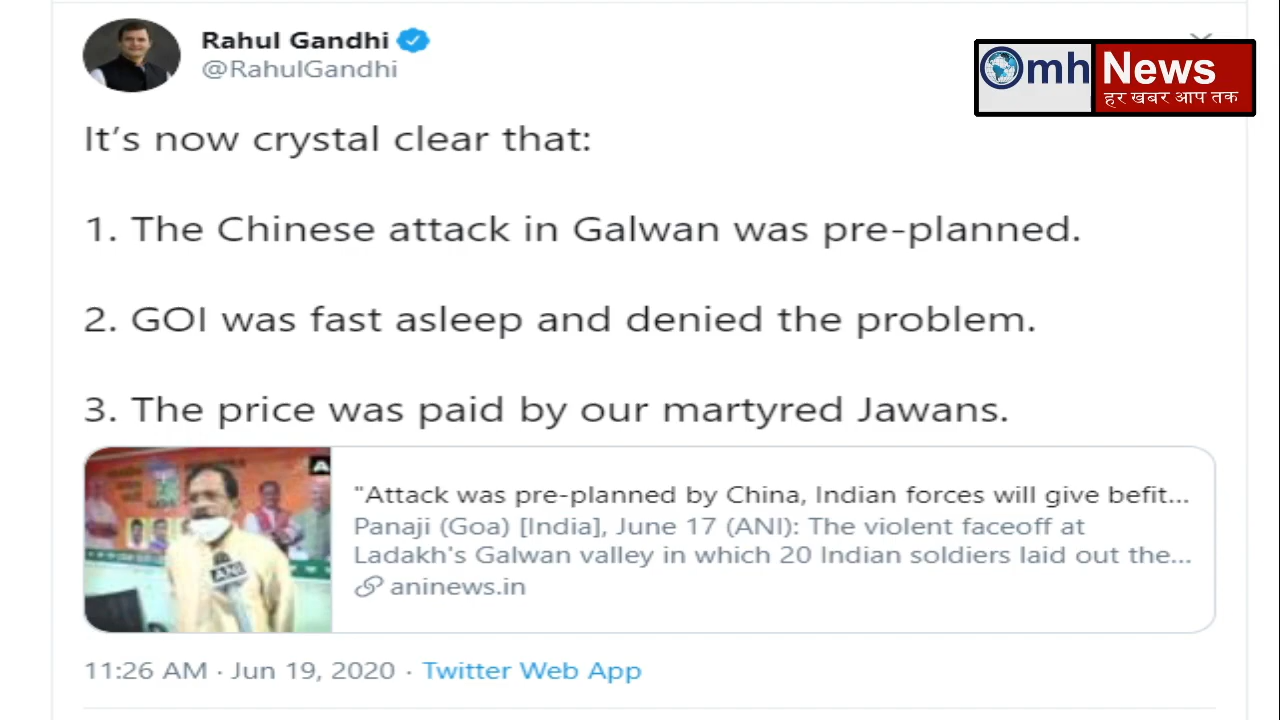 Rahul Gandhi
@RahulGandhi
Omh News
हर खबर आप तक
It’s now crystal clear that:
1. The Chinese attack in Galwan was pre-planned.
2. GOI was fast asleep and denied the problem.
3. The price was paid by our martyred Jawans.
"Attack was pre-planned by China, Indian forces will give befit...
Panaji (Goa) [India], June 17 (ANI): The violent faceoff at
Ladakh's Galwan valley in which 20 Indian soldiers laid out the...
aninews.in
ANI
11:26 AM · Jun 19, 2020 · Twitter Web App